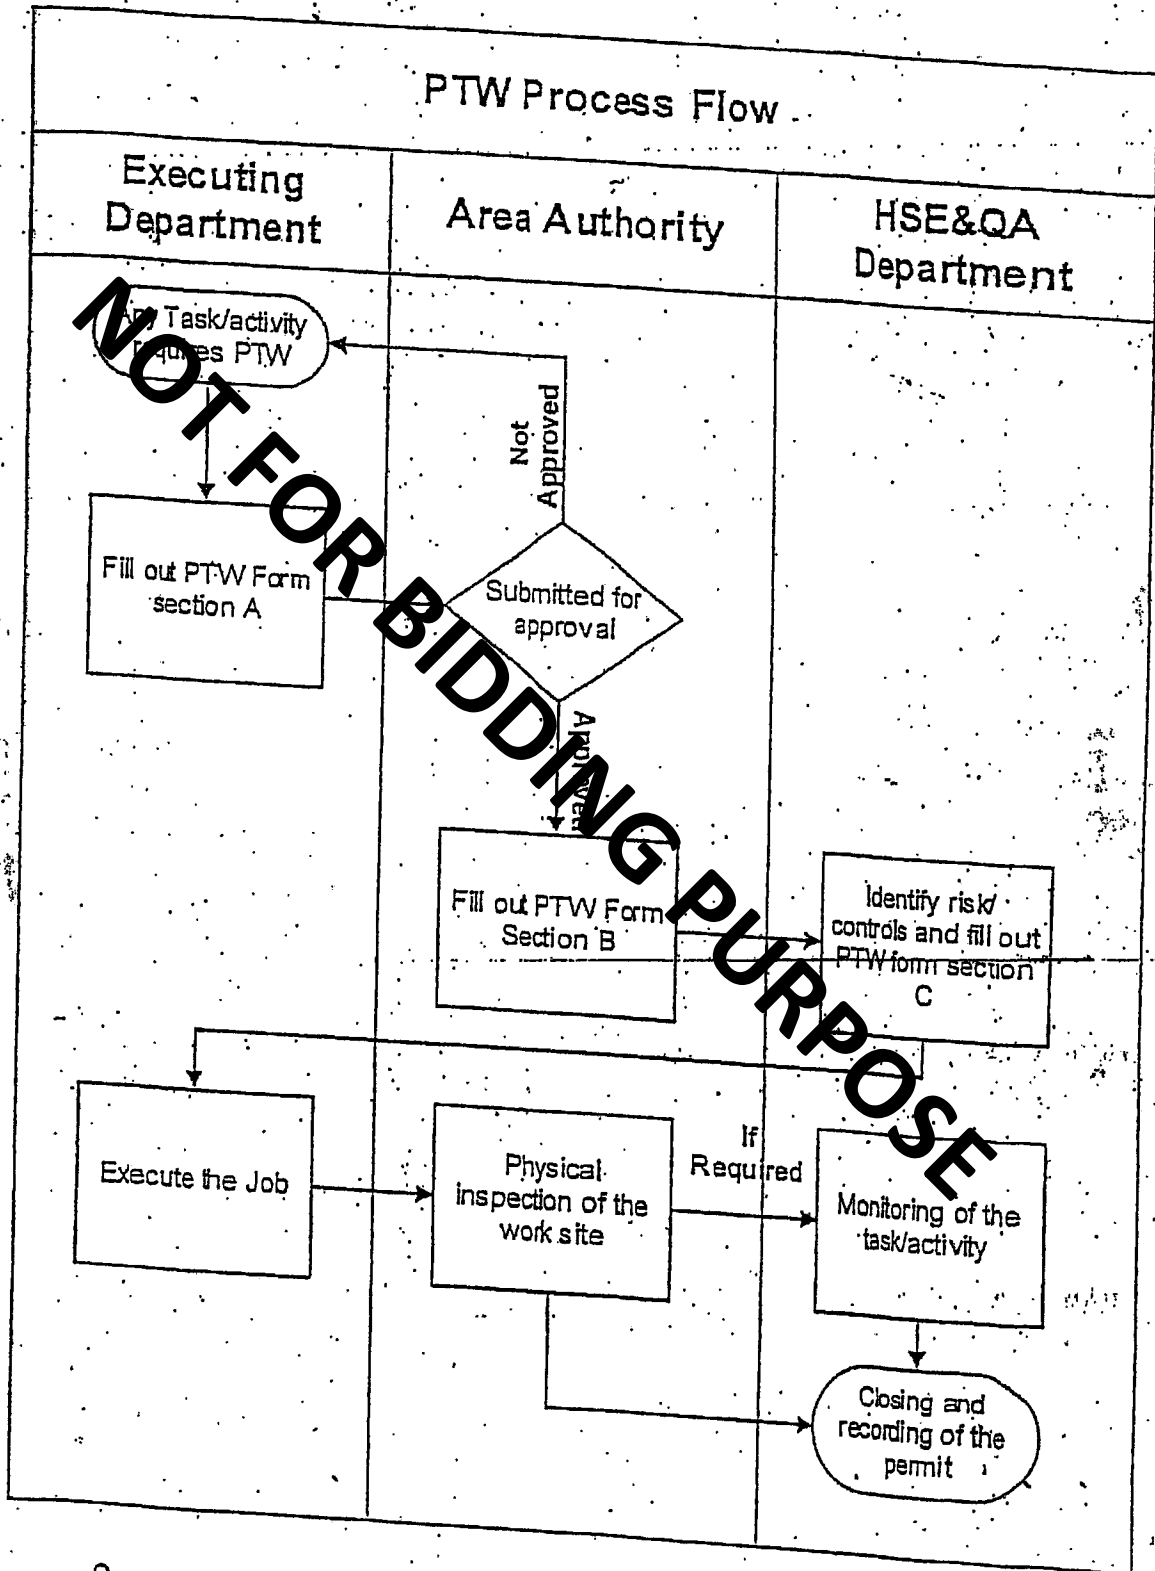 PTW Process Flow
Executing
Department
Area Authority
HSE&QA
Department
Any Task/activity
requires PTW
Not
Approved
Fill out PTW Form
section A
Submitted for
approval
Approved
Fill out PTW Form
Section B
Identify risk/
controls and fill out
PTW form section
C
Execute the Job
Physical
inspection of the
work site
If
Required
Monitoring of the
task/activity
Closing and
recording of the
permit
NOT FOR BIDDING PURPOSE